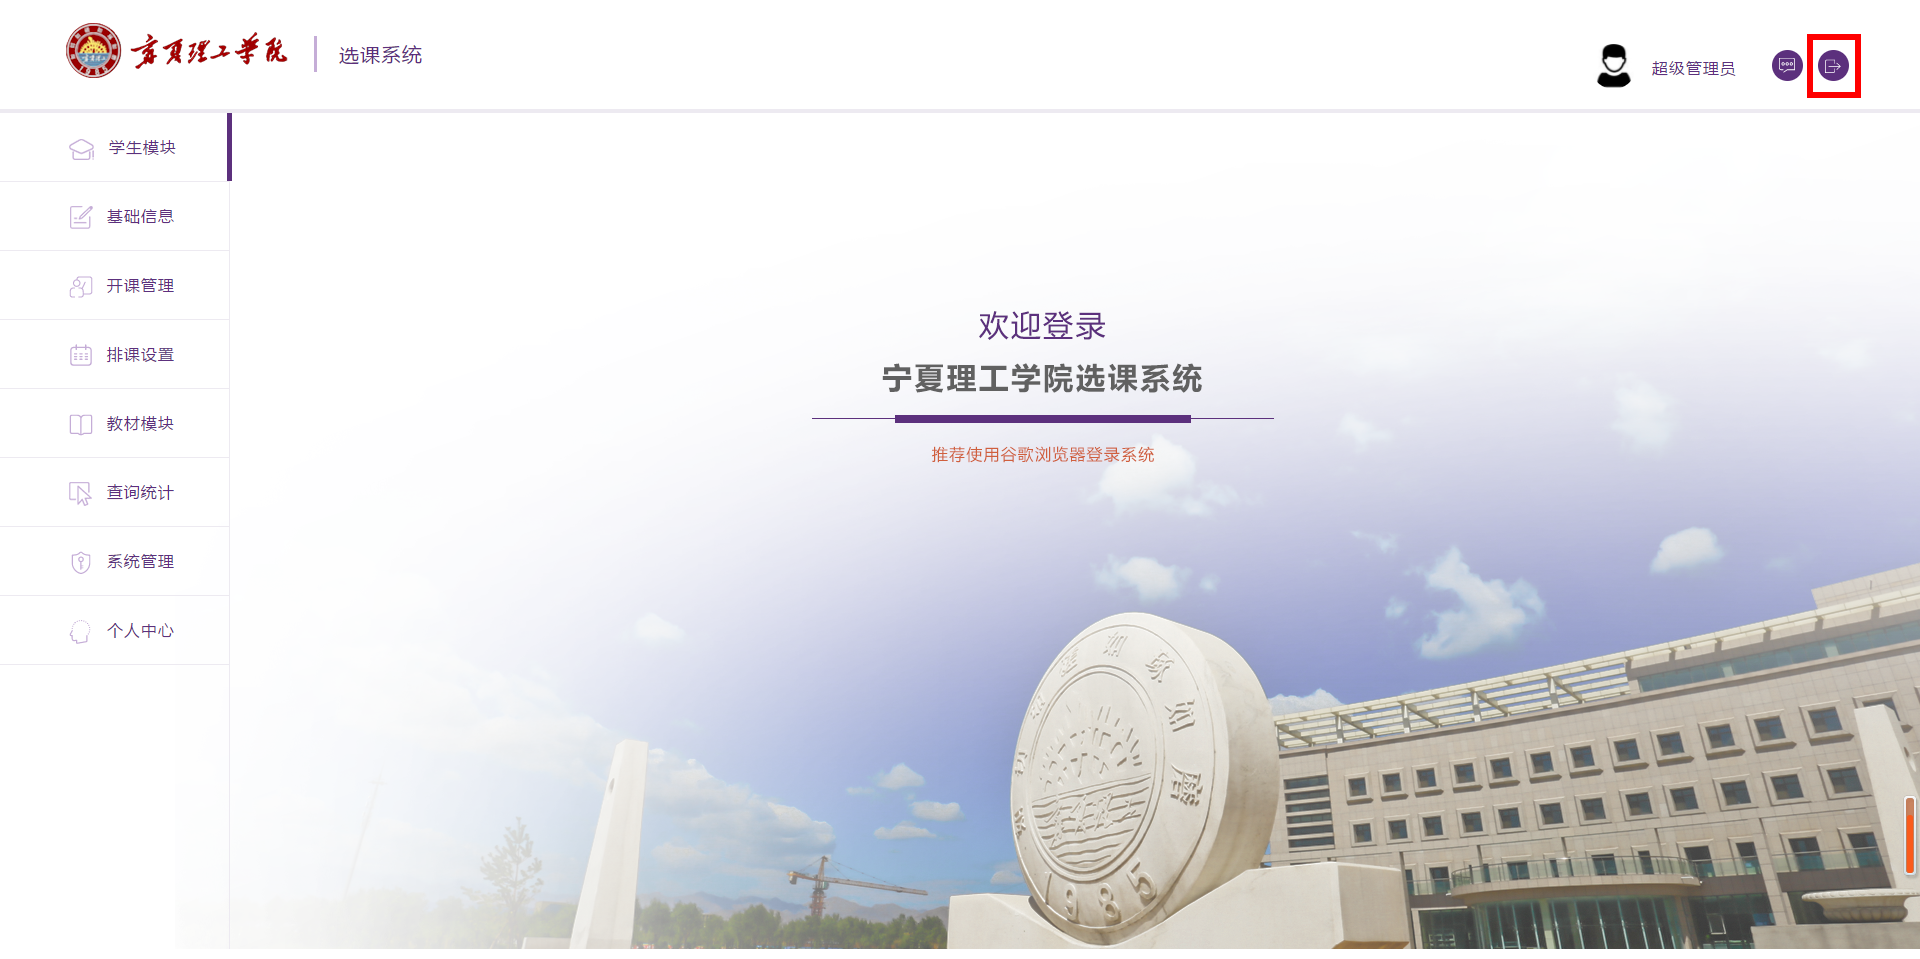 宁夏理工学院
选课系统
超级管理员
学生模块
基础信息
开课管理
排课设置
教材模块
查询统计
系统管理
个人中心
欢迎登录
宁夏理工学院选课系统
推荐使用谷歌浏览器登录系统
1985